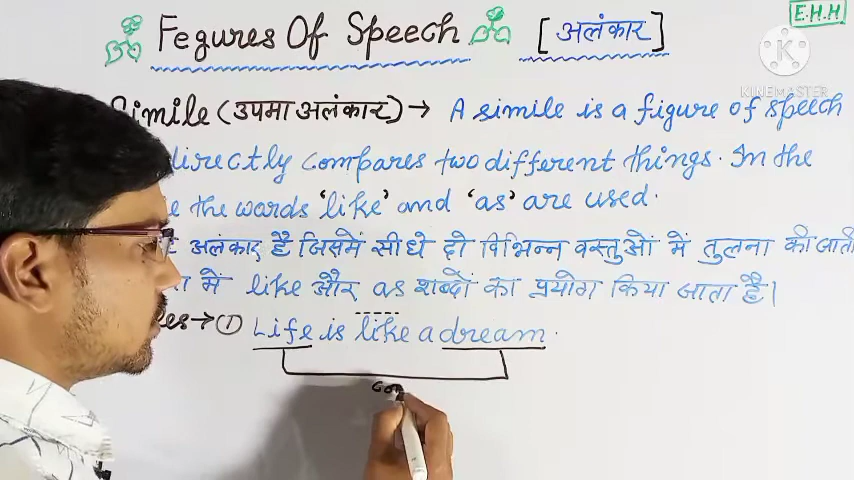 Fegures Of Speech [अलंकार]
E.H.H
KINEMASTER
Simile (उपमा अलंकार) → A simile is a figure of speech
directly compares two different things. In the
the words 'like' and 'as' are used.
अलंकार है जिसमें सीधे दो विभिन्न वस्तुओं में तुलना की जाती
में like और as शब्दों का प्रयोग किया जाता है।
→ ① Life is like a dream.